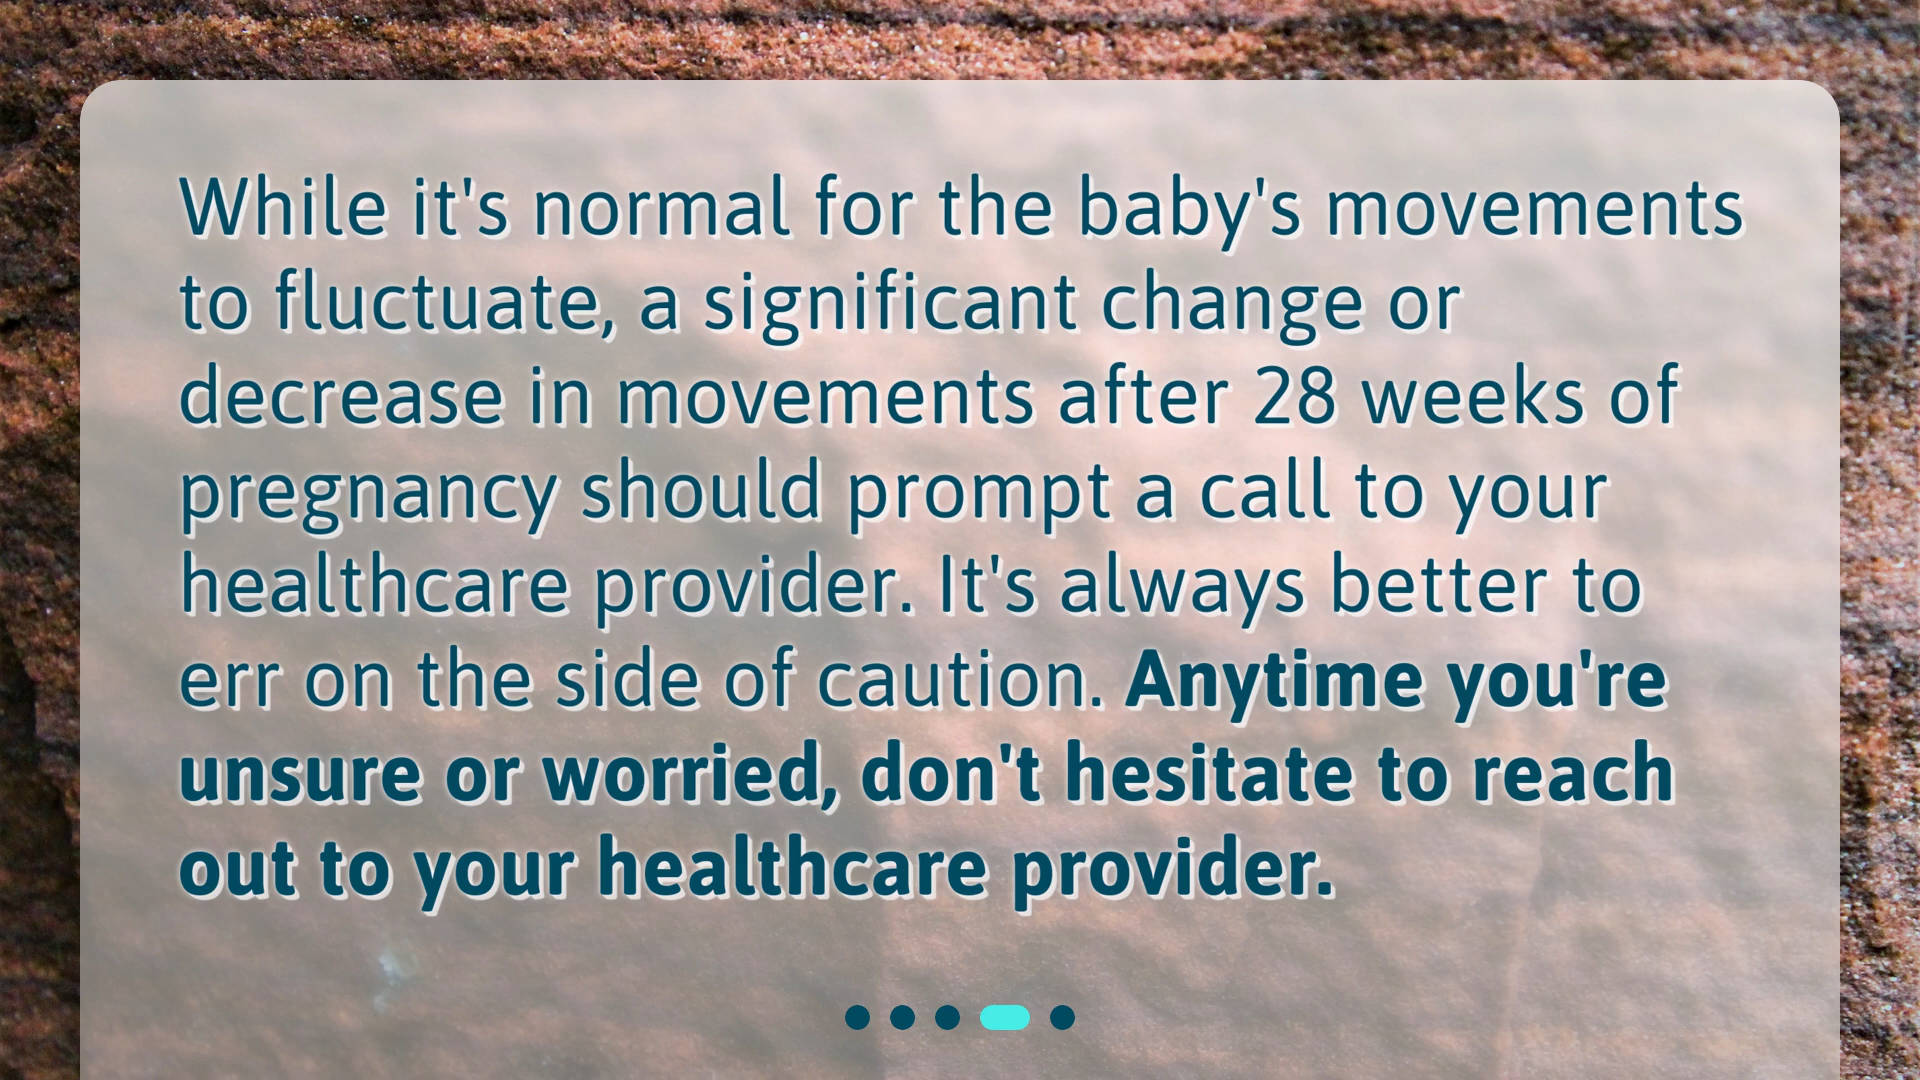 While it's normal for the baby's movements
to fluctuate, a significant change or
decrease in movements after 28 weeks of
pregnancy should prompt a call to your
healthcare provider. It's always better to
err on the side of caution. Anytime you're
unsure or worried, don't hesitate to reach
out to your healthcare provider.